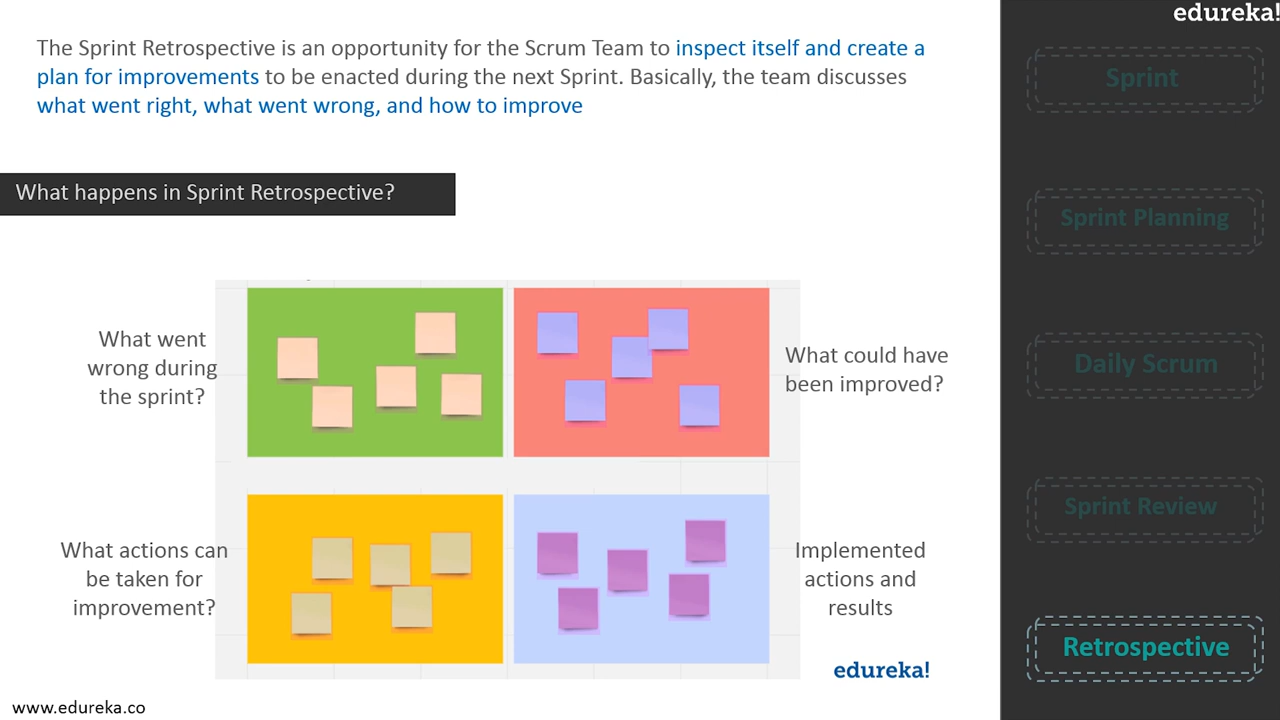 edureka!
The Sprint Retrospective is an opportunity for the Scrum Team to inspect itself and create a
plan for improvements to be enacted during the next Sprint. Basically, the team discusses
what went right, what went wrong, and how to improve
What happens in Sprint Retrospective?
What went
wrong during
the sprint?
What could have
been improved?
What actions can
be taken for
improvement?
Implemented
actions and
results
edureka!
www.edureka.co
Sprint
Sprint Planning
Daily Scrum
Sprint Review
Retrospective